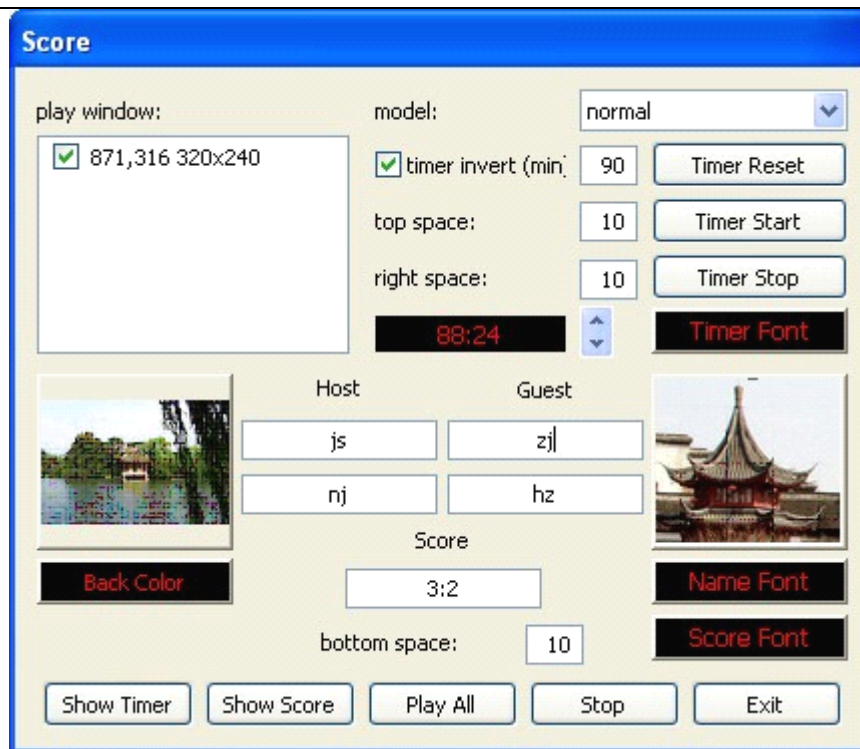 Score
play window:
model:
normal
871,316 320x240
timer invert (min)
90
Timer Reset
top space:
10
Timer Start
right space:
10
Timer Stop
88:24
Timer Font
Host
Guest
js
zj
nj
hz
Score
Back Color
3:2
Name Font
bottom space:
10
Score Font
Show Timer
Show Score
Play All
Stop
Exit